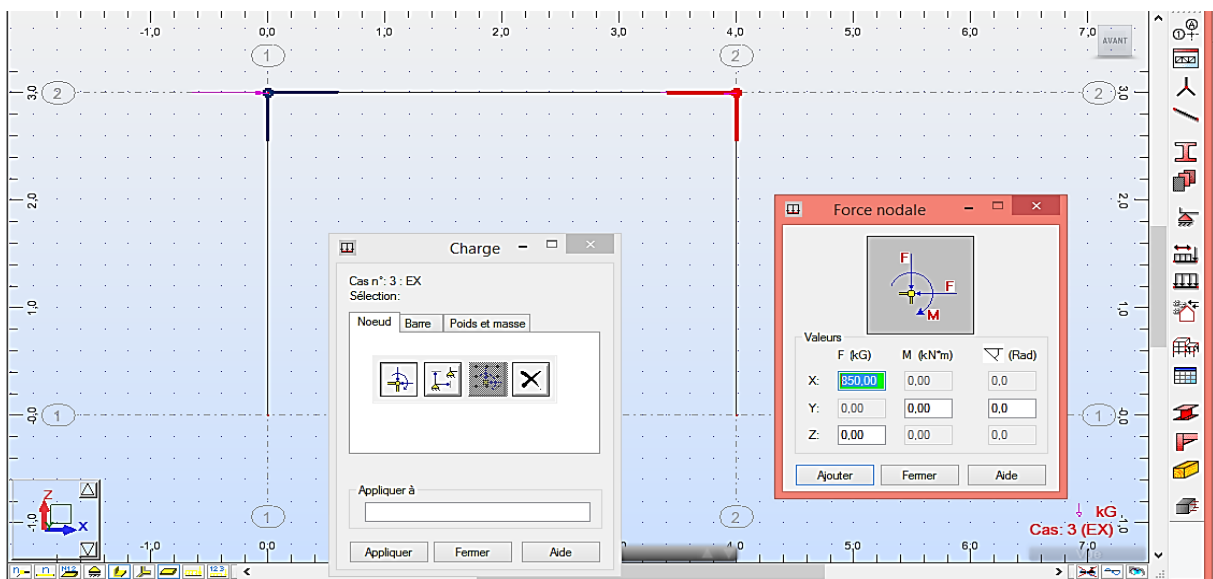 -1,0 0,0 1,0 2,0 3,0 4,0 5,0 6,0 7,0
AVANT
1 2
3,0 2 2 3,0
2,0 2,0
Charge
Cas n°: 3 : EX
Sélection:
Noeud Barre Poids et masse
Appliquer à
Appliquer Fermer Aide
Force nodale
F
F
M
Valeurs
F (kG) M (kN*m) (Rad)
X: 850,00 0,00 0,0
Y: 0,00 0,00 0,0
Z: 0,00 0,00 0,0
Ajouter Fermer Aide
1,0 1,0
-0,0 1 1 -0,0
Z
X
-1,0 1 2 -1,0
kG
Cas: 3 (EX)
-1,0 0,0 4,0 5,0 6,0 7,0